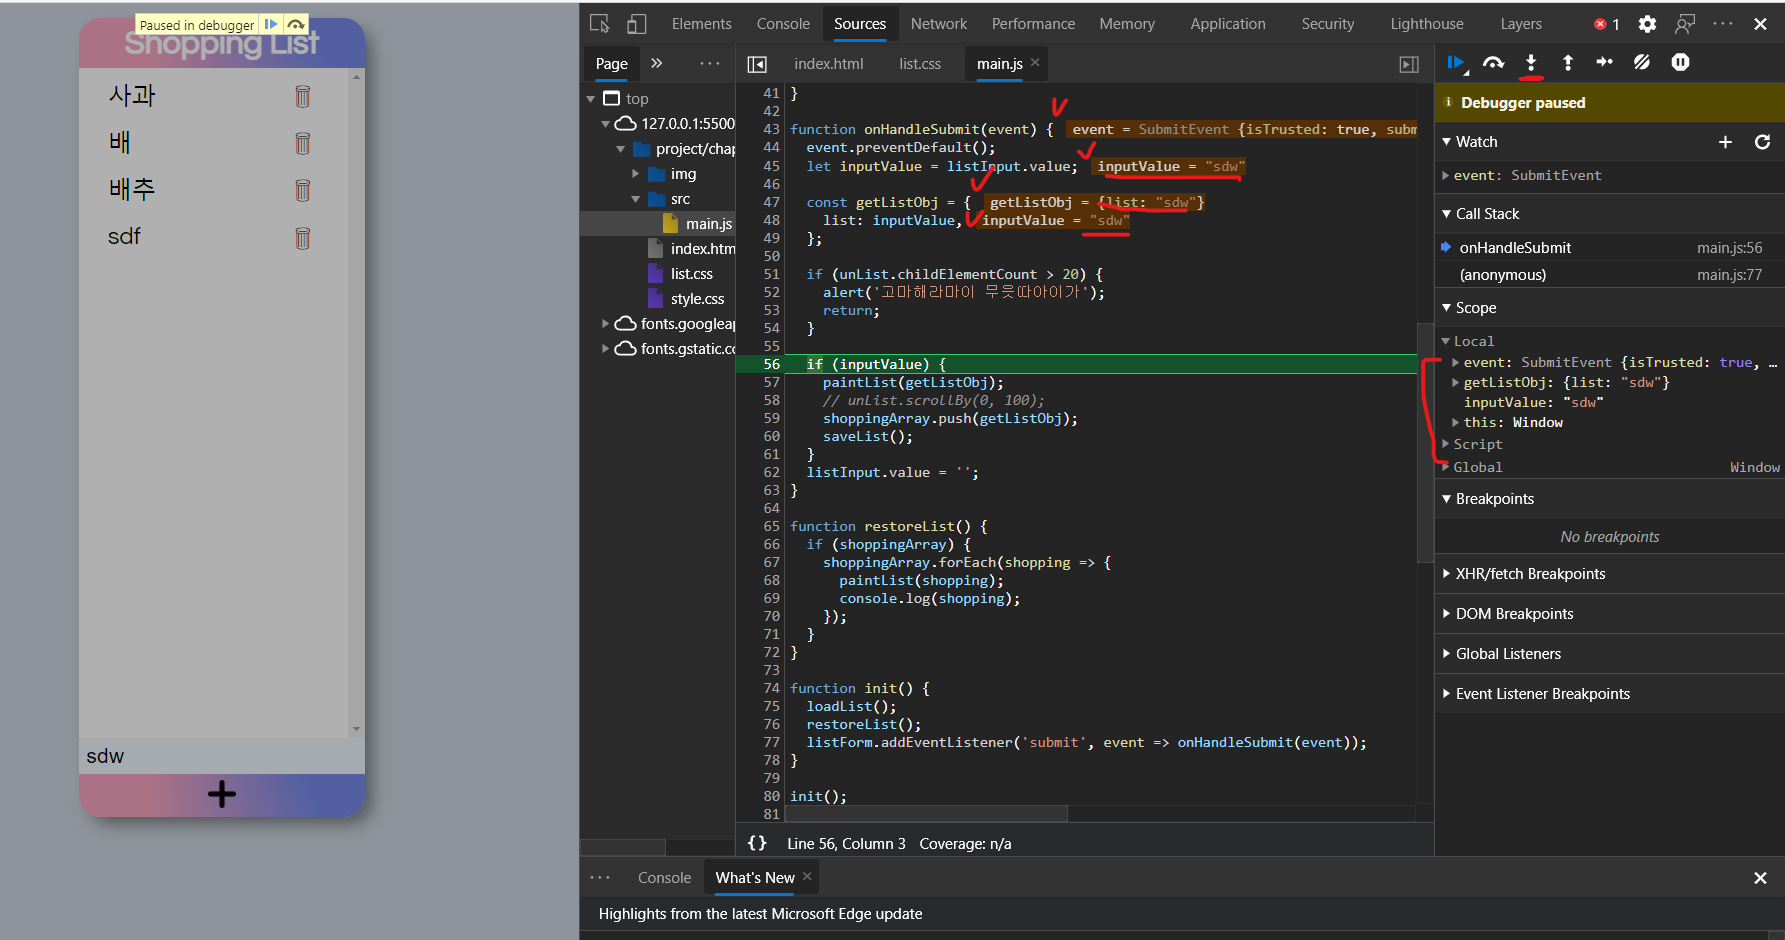 Paused in debugger
Shopping List
사과
배
배추
sdf
sdw
Elements Console Sources Network Performance Memory Application Security Lighthouse Layers 1
Page
index.html list.css main.js
top
127.0.0.1:5500
project/chap
img
src
main.js
index.htm
list.css
style.css
fonts.googleap
fonts.gstatic.co
41 }
42
43 function onHandleSubmit(event) { event = SubmitEvent {isTrusted: true, subm
44 event.preventDefault();
45 let inputValue = listInput.value; inputValue = "sdw"
46
47 const getListObj = { getListObj = {list: "sdw"}
48 list: inputValue, inputValue = "sdw"
49 };
50
51 if (unList.childElementCount > 20) {
52 alert('고마해라마이 무읏따아이가');
53 return;
54 }
55
56 if (inputValue) {
57 paintList(getListObj);
58 // unList.scrollBy(0, 100);
59 shoppingArray.push(getListObj);
60 saveList();
61 }
62 listInput.value = '';
63 }
64
65 function restoreList() {
66 if (shoppingArray) {
67 shoppingArray.forEach(shopping => {
68 paintList(shopping);
69 console.log(shopping);
70 });
71 }
72 }
73
74 function init() {
75 loadList();
76 restoreList();
77 listForm.addEventListener('submit', event => onHandleSubmit(event));
78 }
79
80 init();
81
{} Line 56, Column 3 Coverage: n/a
Debugger paused
Watch
event: SubmitEvent
Call Stack
onHandleSubmit main.js:56
(anonymous) main.js:77
Scope
Local
event: SubmitEvent {isTrusted: true, …
getListObj: {list: "sdw"}
inputValue: "sdw"
this: Window
Script
Global Window
Breakpoints
No breakpoints
XHR/fetch Breakpoints
DOM Breakpoints
Global Listeners
Event Listener Breakpoints
Console What's New
Highlights from the latest Microsoft Edge update